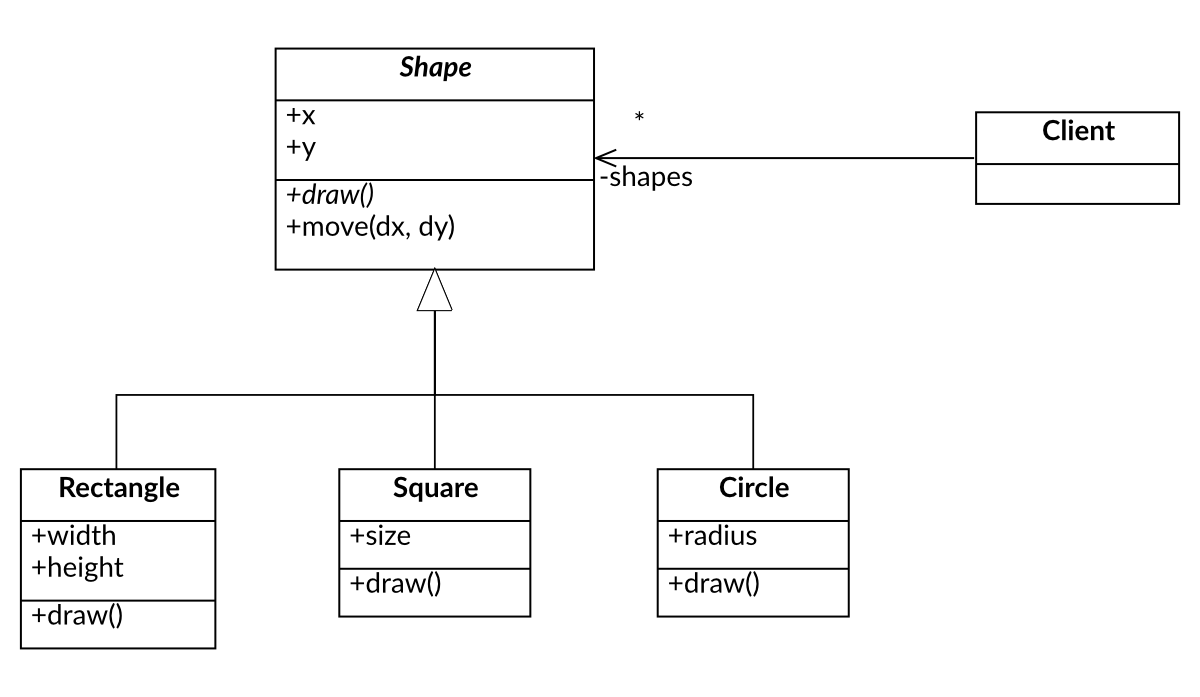 Shape
+x
+y
+draw()
+move(dx, dy)
*
-shapes
Client
Rectangle
+width
+height
+draw()
Square
+size
+draw()
Circle
+radius
+draw()